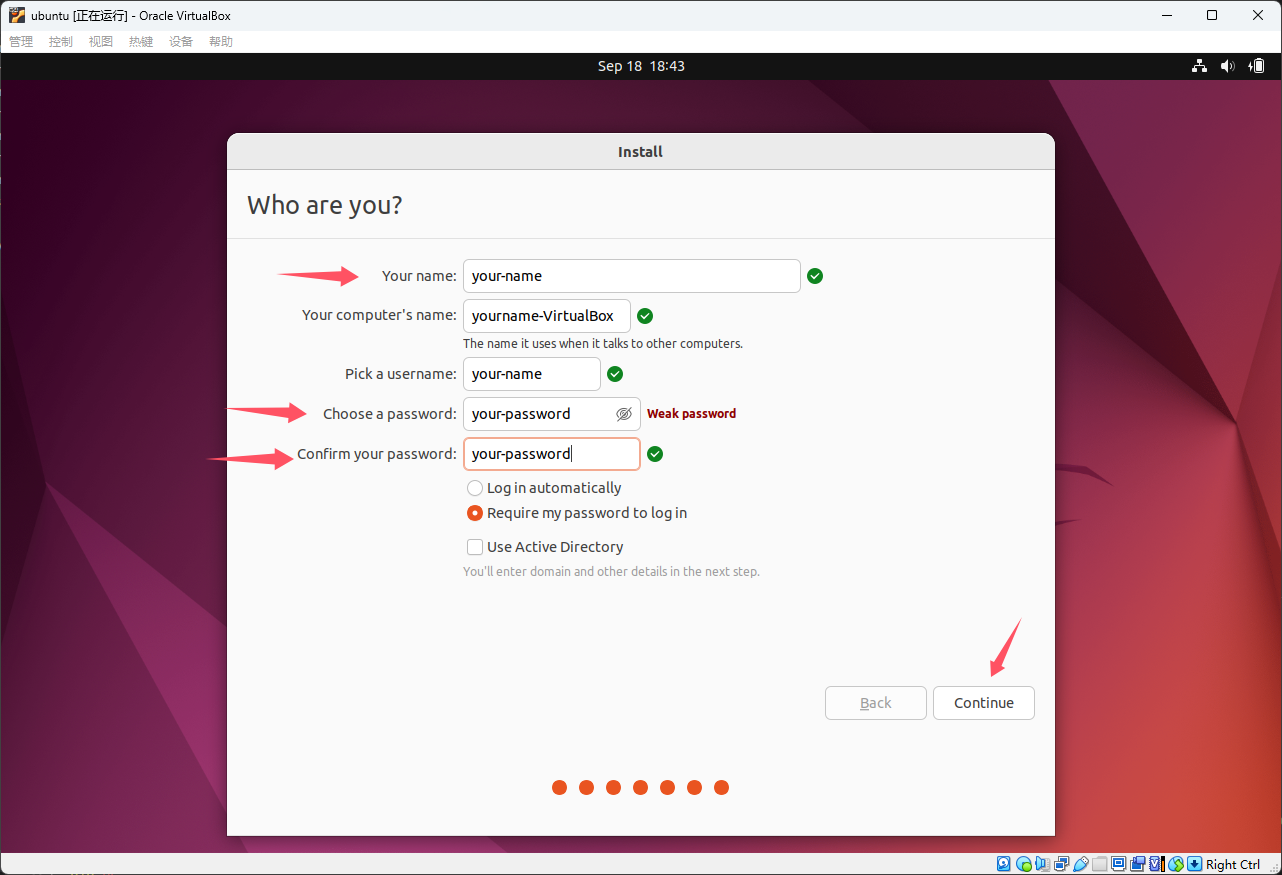 ubuntu [正在运行] - Oracle VirtualBox
管理 控制 视图 热键 设备 帮助
Sep 18 18:43
Install
Who are you?
Your name: your-name
Your computer's name: yourname-VirtualBox
The name it uses when it talks to other computers.
Pick a username: your-name
Choose a password: your-password Weak password
Confirm your password: your-password
Log in automatically
Require my password to log in
Use Active Directory
You'll enter domain and other details in the next step.
Back Continue
Right Ctrl